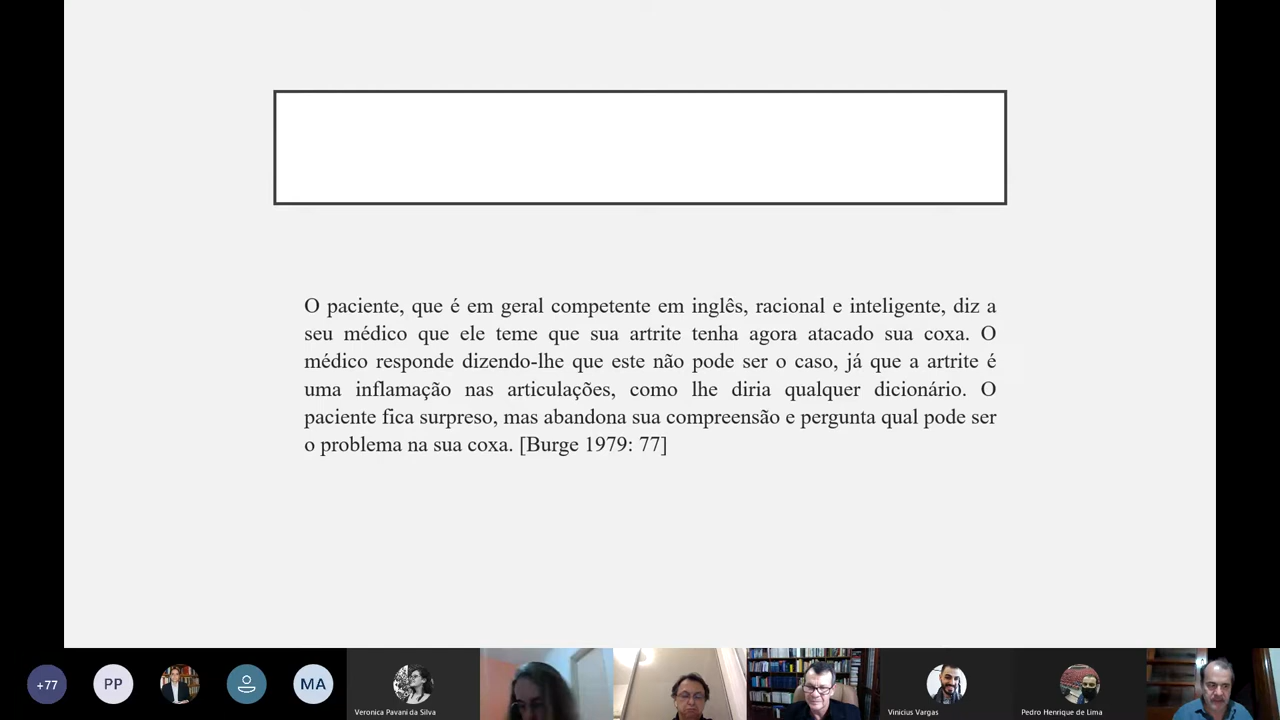 O paciente, que é em geral competente em inglês, racional e inteligente, diz a
seu médico que ele teme que sua artrite tenha agora atacado sua coxa. O
médico responde dizendo-lhe que este não pode ser o caso, já que a artrite é
uma inflamação nas articulações, como lhe diria qualquer dicionário. O
paciente fica surpreso, mas abandona sua compreensão e pergunta qual pode ser
o problema na sua coxa. [Burge 1979: 77]
+77
PP
MA
Veronica Pavani da Silva
Vinicius Vargas
Pedro Henrique de Lima